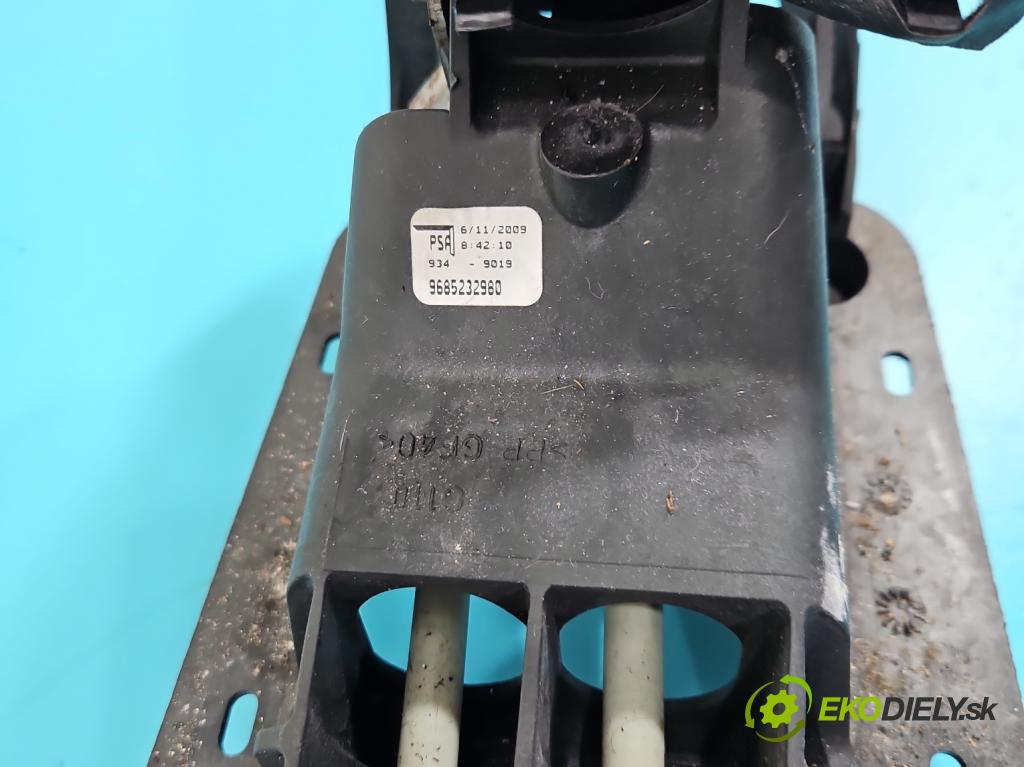 PSA 6/11/2009
8:42:10
934 - 9019
9685232980
EKODIELY.sk